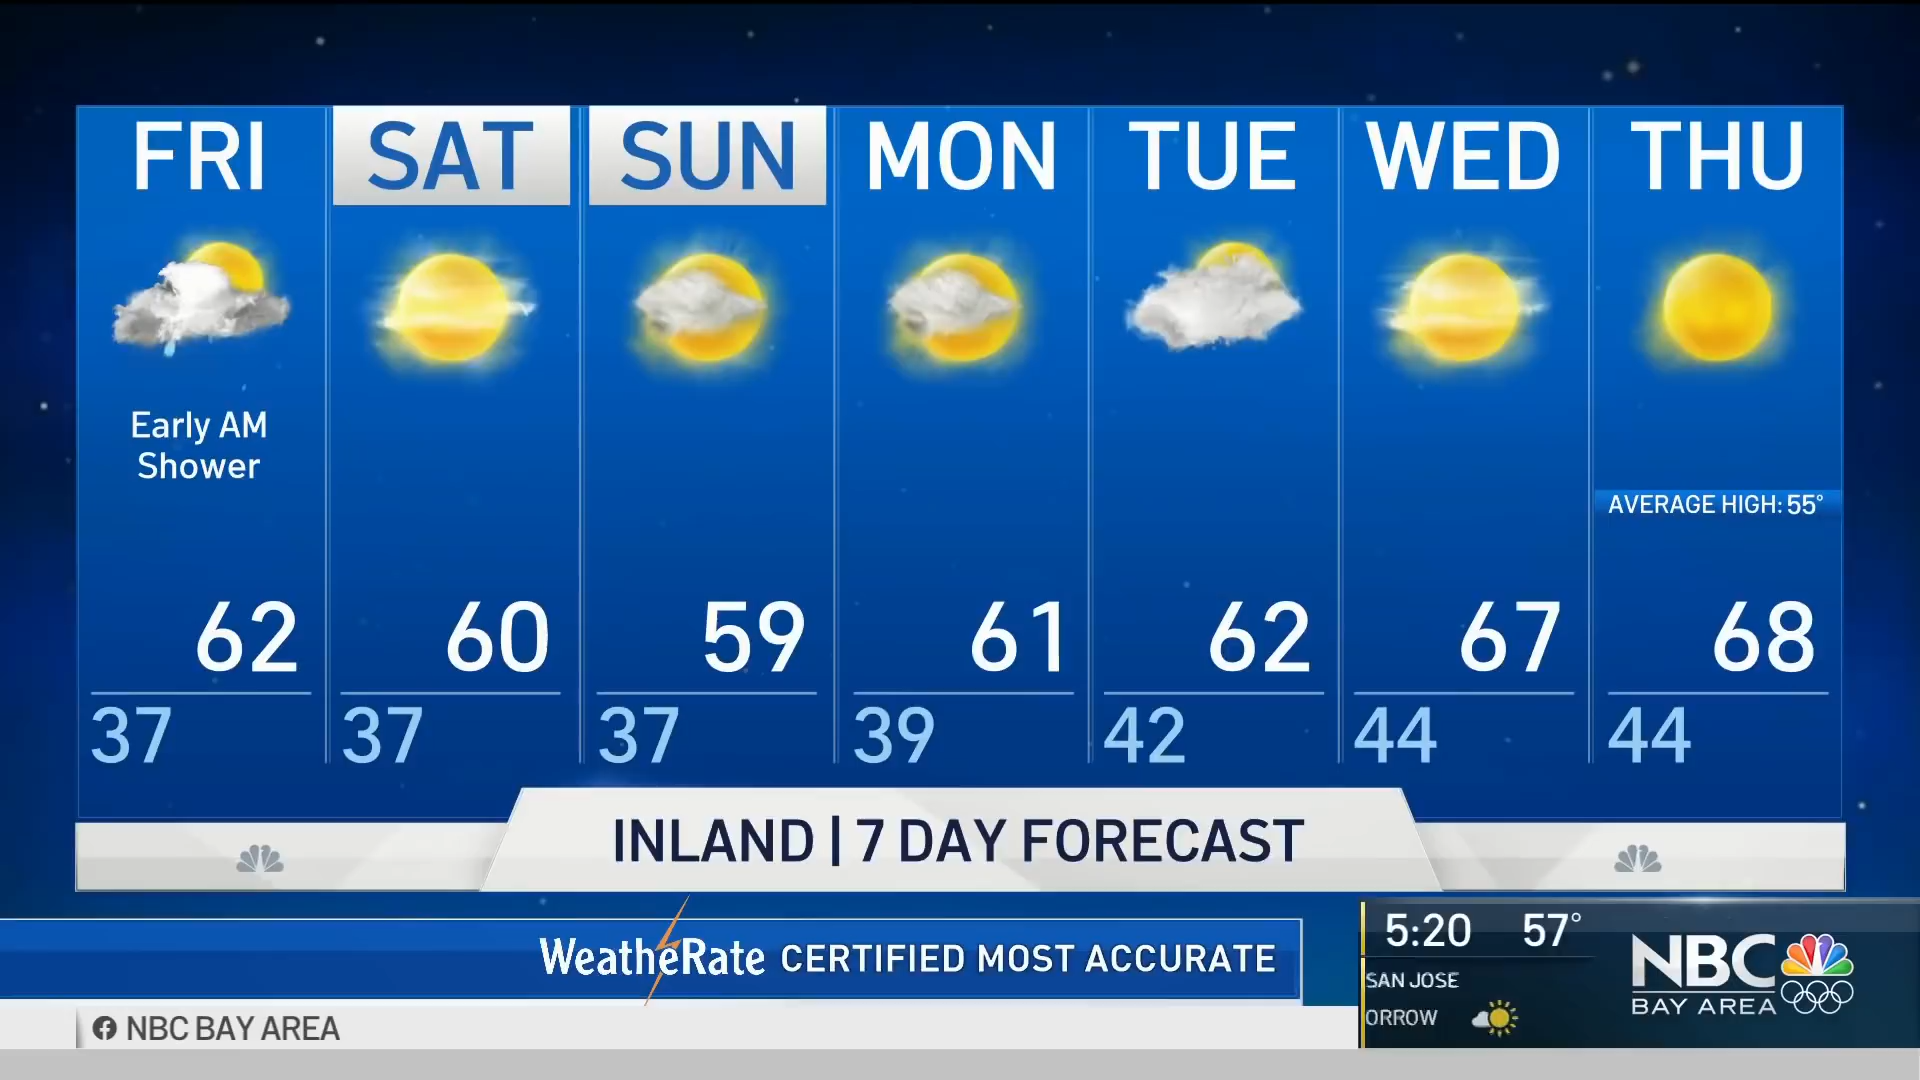 FRI SAT SUN MON TUE WED THU
Early AM
Shower
AVERAGE HIGH: 55°
62 60 59 61 62 67 68
37 37 37 39 42 44 44
INLAND | 7 DAY FORECAST
WeatheRate CERTIFIED MOST ACCURATE
5:20 57°
SAN JOSE
ORROW
NBC
BAY AREA
NBC BAY AREA